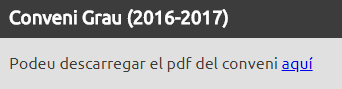 Conveni Grau (2016-2017)
Podeu descarregar el pdf del conveni aquí